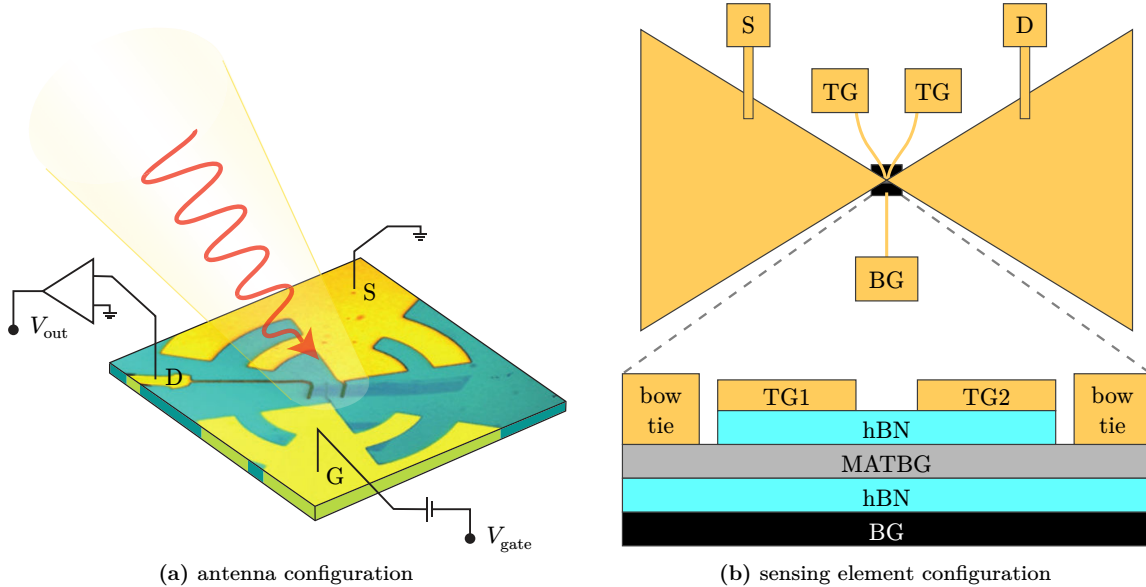 S
V_out
D
G
V_gate
(a) antenna configuration
S
D
TG
TG
BG
bow
tie
TG1
TG2
bow
tie
hBN
MATBG
hBN
BG
(b) sensing element configuration